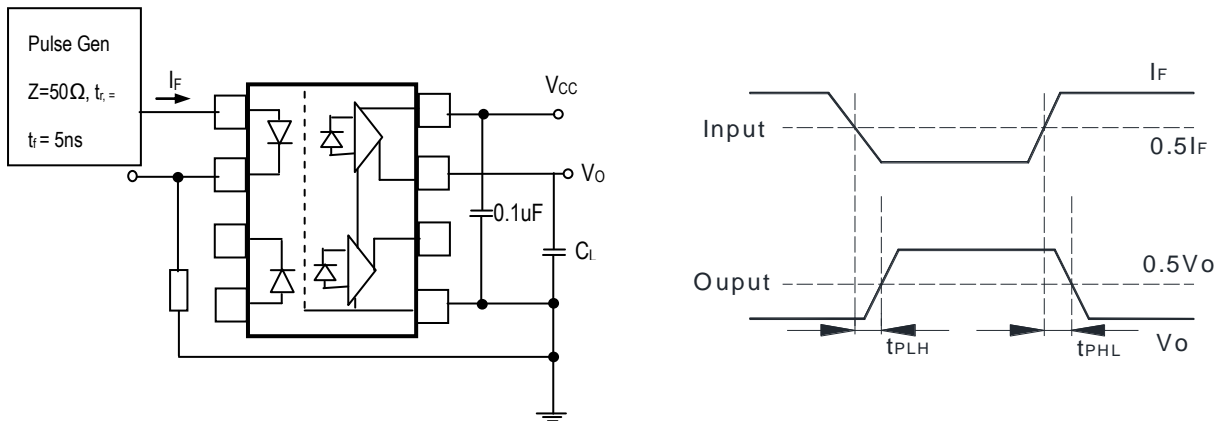 Pulse Gen
Z=50Ω, tr, =
tf = 5ns
IF
VCC
VO
0.1uF
CL
IF
Input
0.5IF
0.5Vo
Ouput
tPLH
tPHL
Vo